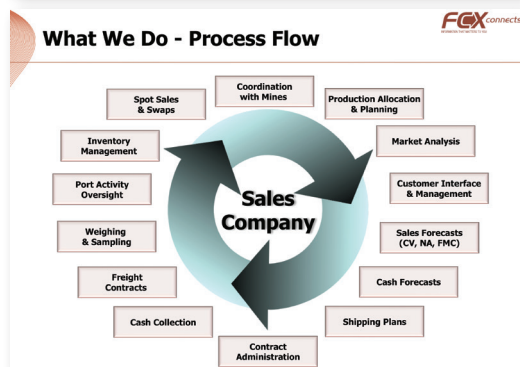 What We Do - Process Flow
FCX connects
Coordination
with Mines
Production Allocation
& Planning
Market Analysis
Customer Interface
& Management
Sales Forecasts
(CV, NA, FMC)
Cash Forecasts
Shipping Plans
Contract
Administration
Cash Collection
Freight
Contracts
Weighing
& Sampling
Port Activity
Oversight
Inventory
Management
Spot Sales
& Swaps
Sales
Company